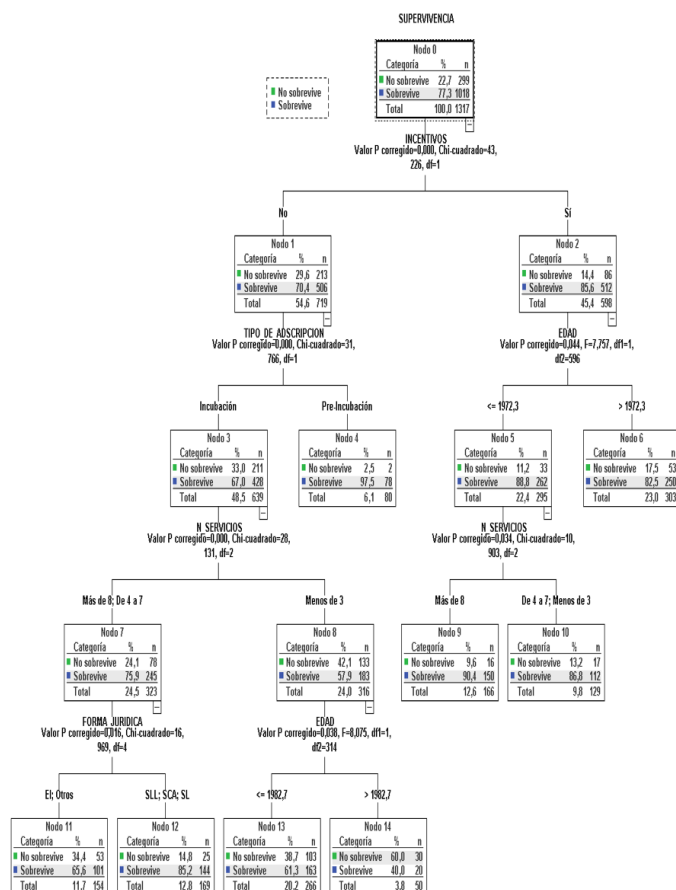 SUPERVIVENCIA
Nodo 0
Categoría % n
No sobrevive 22,7 299
Sobrevive 77,3 1018
Total 100,0 1317
No sobrevive
Sobrevive
INCENTIVOS
Valor P corregido=0,000, Chi-cuadrado=43,
226, df=1
No
Sí
Nodo 1
Categoría % n
No sobrevive 29,6 213
Sobrevive 70,4 506
Total 54,6 719
Nodo 2
Categoría % n
No sobrevive 14,4 86
Sobrevive 85,6 512
Total 45,4 598
TIPO DE ADSCRIPCION
Valor P corregido=0,000, Chi-cuadrado=31,
766, df=1
EDAD
Valor P corregido=0,044, F=7,757, df1=1,
df2=596
Incubación
Pre-Incubación
<= 1972,3
> 1972,3
Nodo 3
Categoría % n
No sobrevive 33,0 211
Sobrevive 67,0 428
Total 48,5 639
Nodo 4
Categoría % n
No sobrevive 2,5 2
Sobrevive 97,5 78
Total 6,1 80
Nodo 5
Categoría % n
No sobrevive 11,2 33
Sobrevive 88,8 262
Total 22,4 295
Nodo 6
Categoría % n
No sobrevive 17,5 53
Sobrevive 82,5 250
Total 23,0 303
N SERVICIOS
Valor P corregido=0,000, Chi-cuadrado=28,
131, df=2
N SERVICIOS
Valor P corregido=0,034, Chi-cuadrado=10,
903, df=2
Más de 8; De 4 a 7
Menos de 3
Más de 8
De 4 a 7; Menos de 3
Nodo 7
Categoría % n
No sobrevive 24,1 78
Sobrevive 75,9 245
Total 24,5 323
Nodo 8
Categoría % n
No sobrevive 42,1 133
Sobrevive 57,9 183
Total 24,0 316
Nodo 9
Categoría % n
No sobrevive 9,6 16
Sobrevive 90,4 150
Total 12,6 166
Nodo 10
Categoría % n
No sobrevive 13,2 17
Sobrevive 86,8 112
Total 9,8 129
FORMA JURIDICA
Valor P corregido=0,016, Chi-cuadrado=16,
969, df=4
EDAD
Valor P corregido=0,038, F=8,075, df1=1,
df2=314
EI; Otros
SLL; SCA; SL
<= 1982,7
> 1982,7
Nodo 11
Categoría % n
No sobrevive 34,4 53
Sobrevive 65,6 101
Total 11,7 154
Nodo 12
Categoría % n
No sobrevive 14,8 25
Sobrevive 85,2 144
Total 12,8 169
Nodo 13
Categoría % n
No sobrevive 38,7 103
Sobrevive 61,3 163
Total 20,2 266
Nodo 14
Categoría % n
No sobrevive 60,0 30
Sobrevive 40,0 20
Total 3,8 50